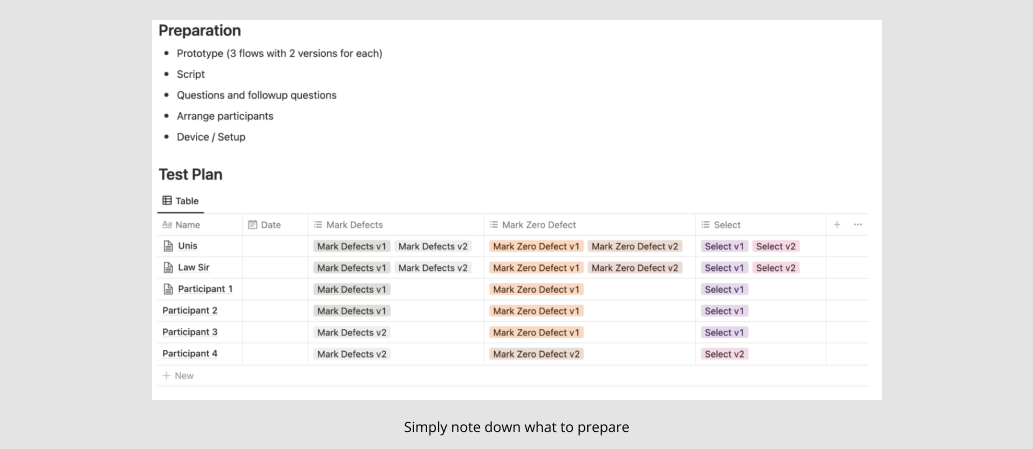 Preparation
• Prototype (3 flows with 2 versions for each)
• Script
• Questions and followup questions
• Arrange participants
• Device / Setup
Test Plan
Table
Aa Name Date Mark Defects Mark Zero Defect Select + ...
Unis Mark Defects v1 Mark Defects v2 Mark Zero Defect v1 Mark Zero Defect v2 Select v1 Select v2
Law Sir Mark Defects v1 Mark Defects v2 Mark Zero Defect v1 Mark Zero Defect v2 Select v1 Select v2
Participant 1 Mark Defects v1 Mark Zero Defect v1 Select v1
Participant 2 Mark Defects v1 Mark Zero Defect v1 Select v1
Participant 3 Mark Defects v2 Mark Zero Defect v1 Select v1
Participant 4 Mark Defects v2 Mark Zero Defect v2 Select v2
+ New
Simply note down what to prepare